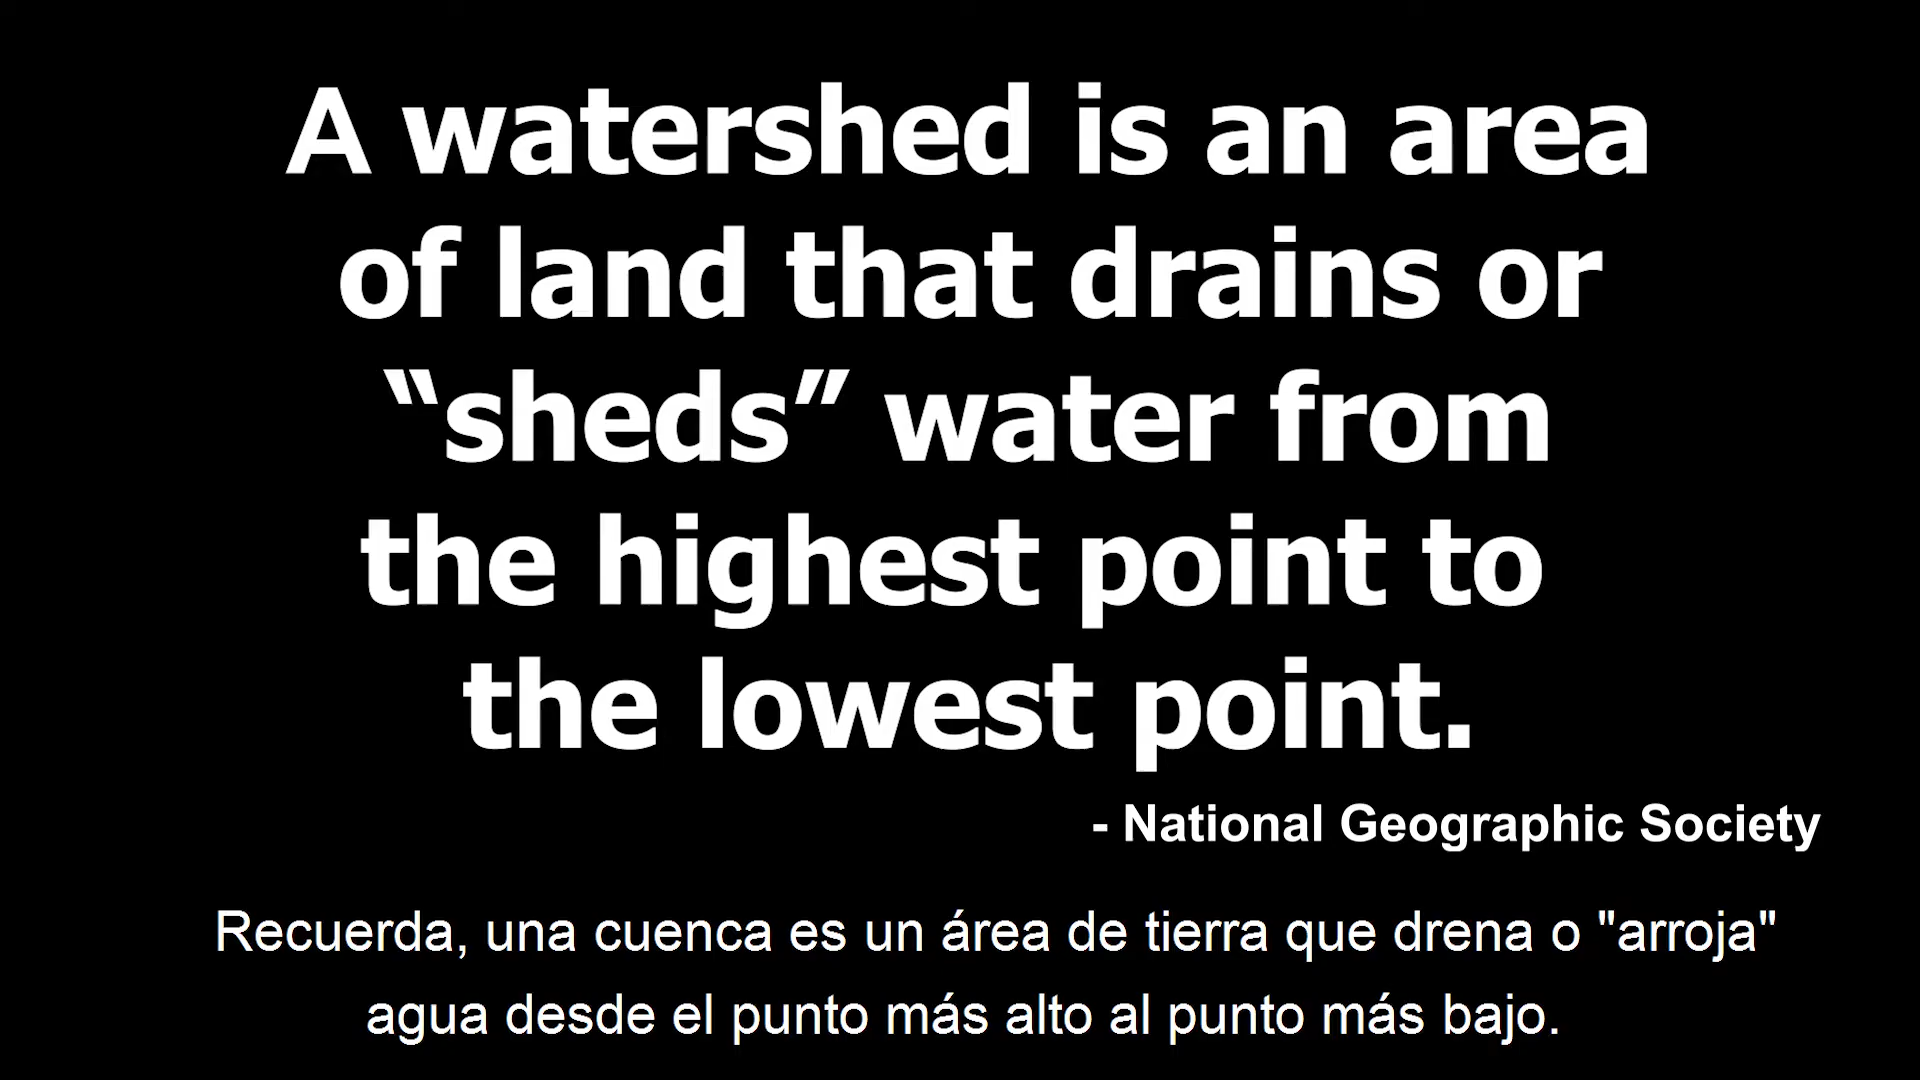 A watershed is an area
of land that drains or
“sheds” water from
the highest point to
the lowest point.
- National Geographic Society
Recuerda, una cuenca es un área de tierra que drena o "arroja"
agua desde el punto más alto al punto más bajo.